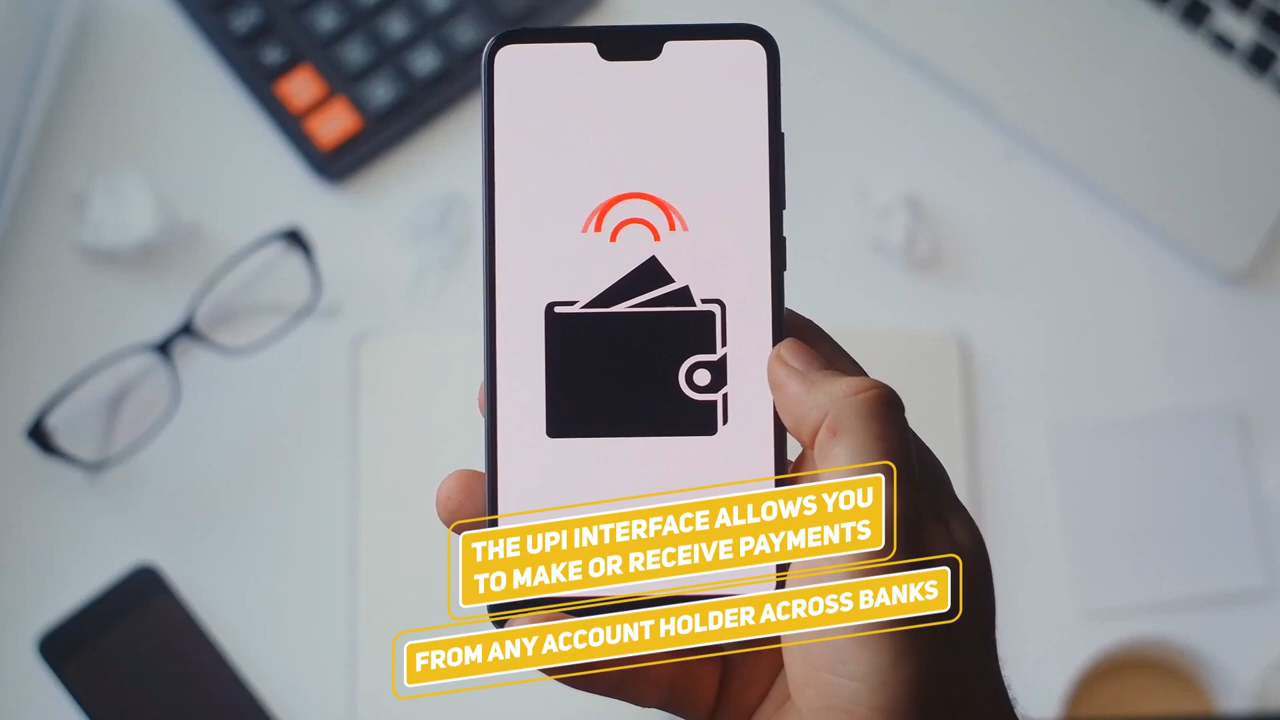 THE UPI INTERFACE ALLOWS YOU
TO MAKE OR RECEIVE PAYMENTS
FROM ANY ACCOUNT HOLDER ACROSS BANKS